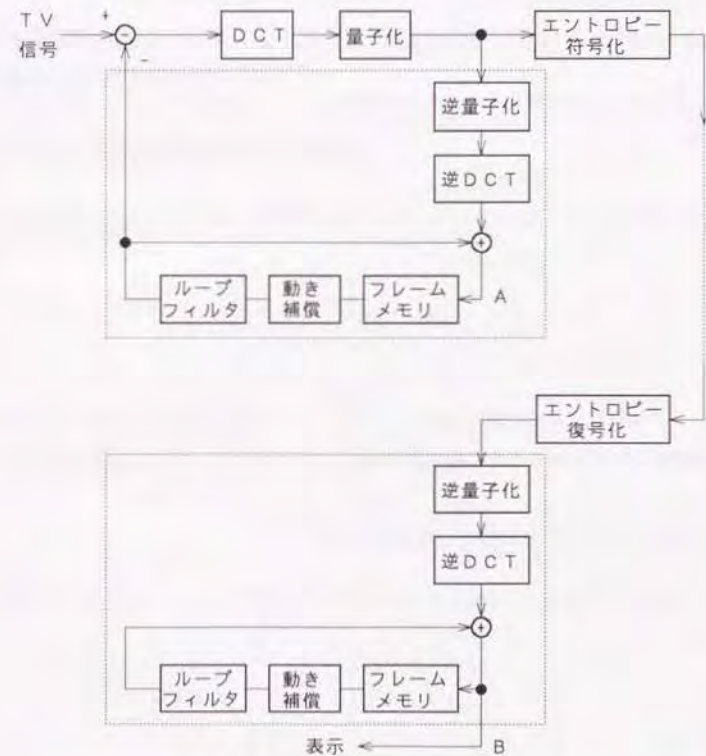 TV
信号
+
-
-
DCT
量子化
エントロピー
符号化
逆量子化
逆DCT
+
ループ
フィルタ
動き
補償
フレーム
メモリ
A
エントロピー
復号化
逆量子化
逆DCT
+
ループ
フィルタ
動き
補償
フレーム
メモリ
表示
B